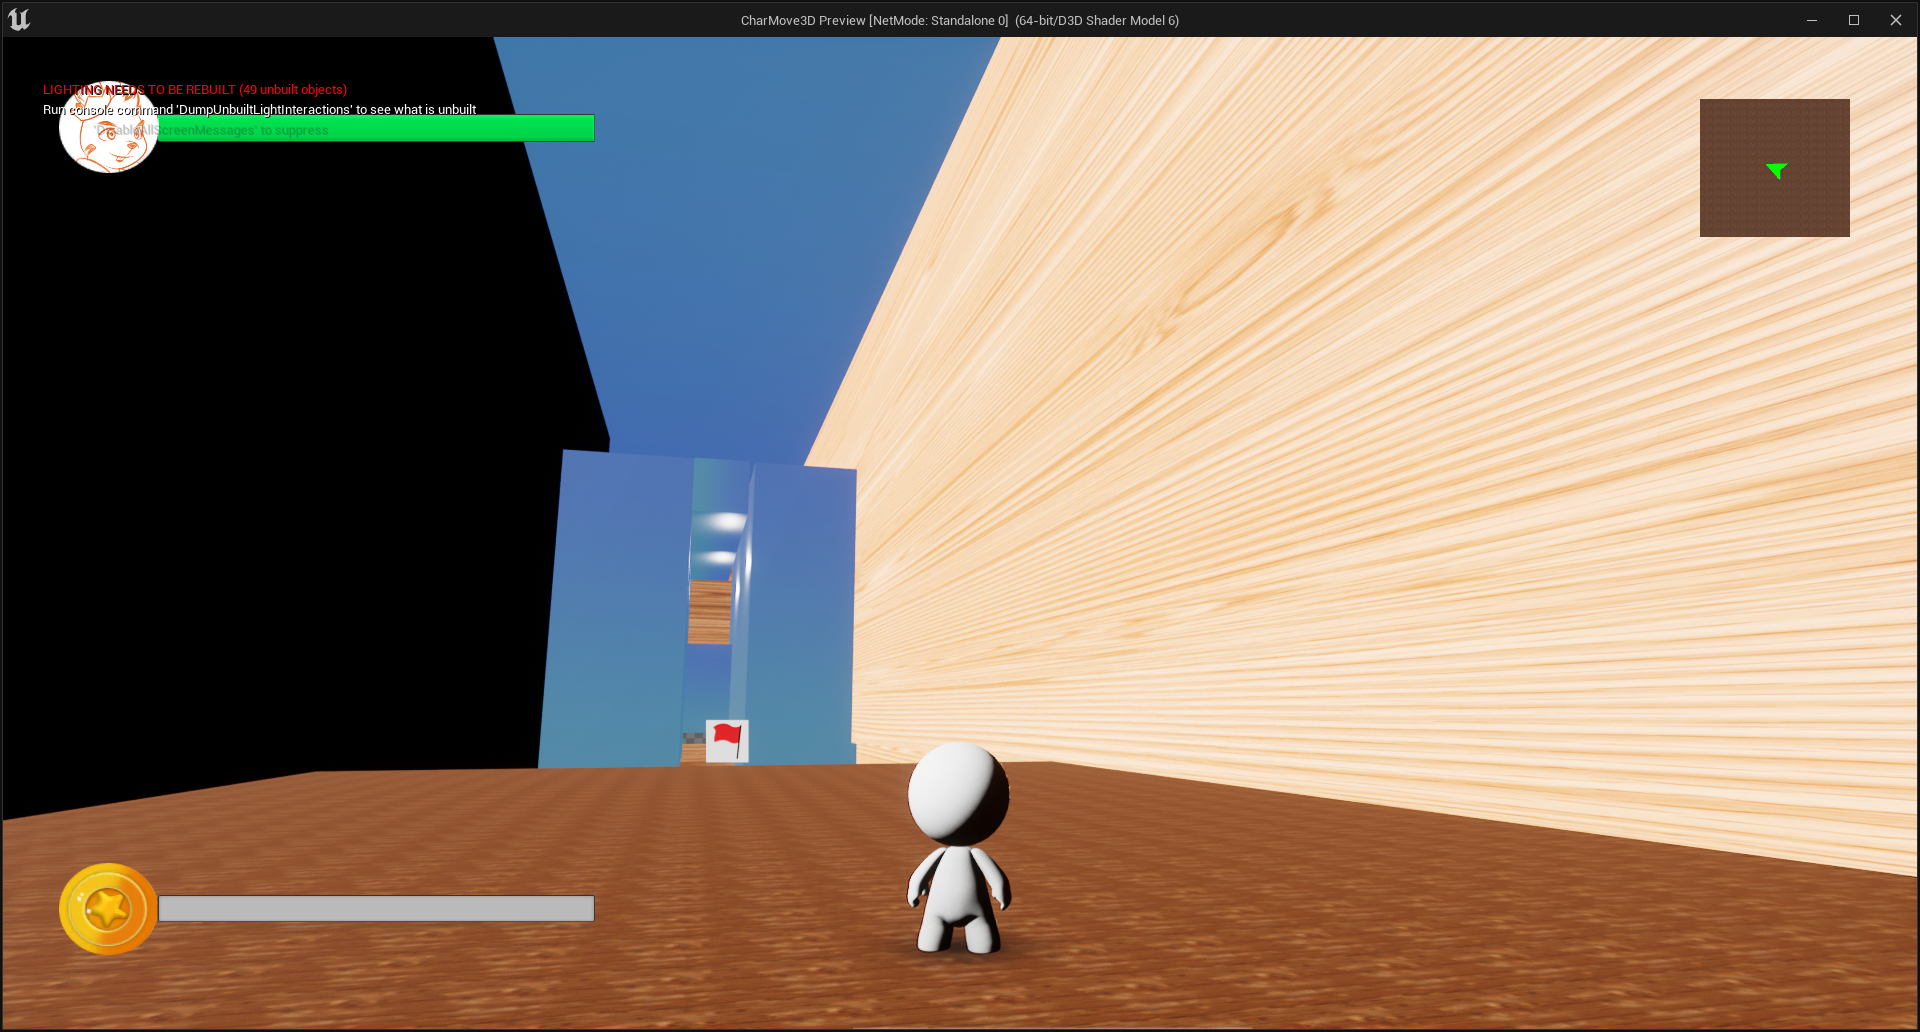 CharMove3D Preview [NetMode: Standalone 0] (64-bit/D3D Shader Model 6)
LIGHTING NEEDS TO BE REBUILT (49 unbuilt objects)
Run console command 'DumpUnbuiltLightInteractions' to see what is unbuilt
'DisableAllScreenMessages' to suppress